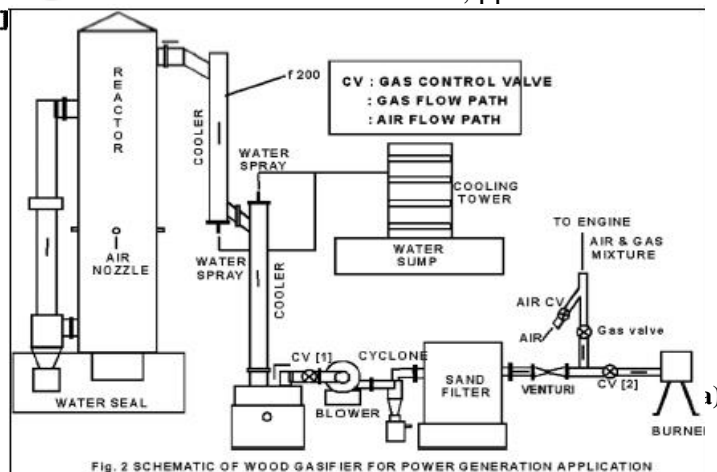 REACTOR
COOLER
f 200
CV : GAS CONTROL VALVE
: GAS FLOW PATH
: AIR FLOW PATH
WATER
SPRAY
COOLING
TOWER
WATER
SUMP
AIR
NOZZLE
WATER
SPRAY
COOLER
TO ENGINE
AIR & GAS
MIXTURE
AIR CV
AIR
Gas valve
CV [1]
CYCLONE
BLOWER
SAND
FILTER
VENTURI
CV [2]
BURNER
WATER SEAL
a)
Fig. 2 SCHEMATIC OF WOOD GASIFIER FOR POWER GENERATION APPLICATION